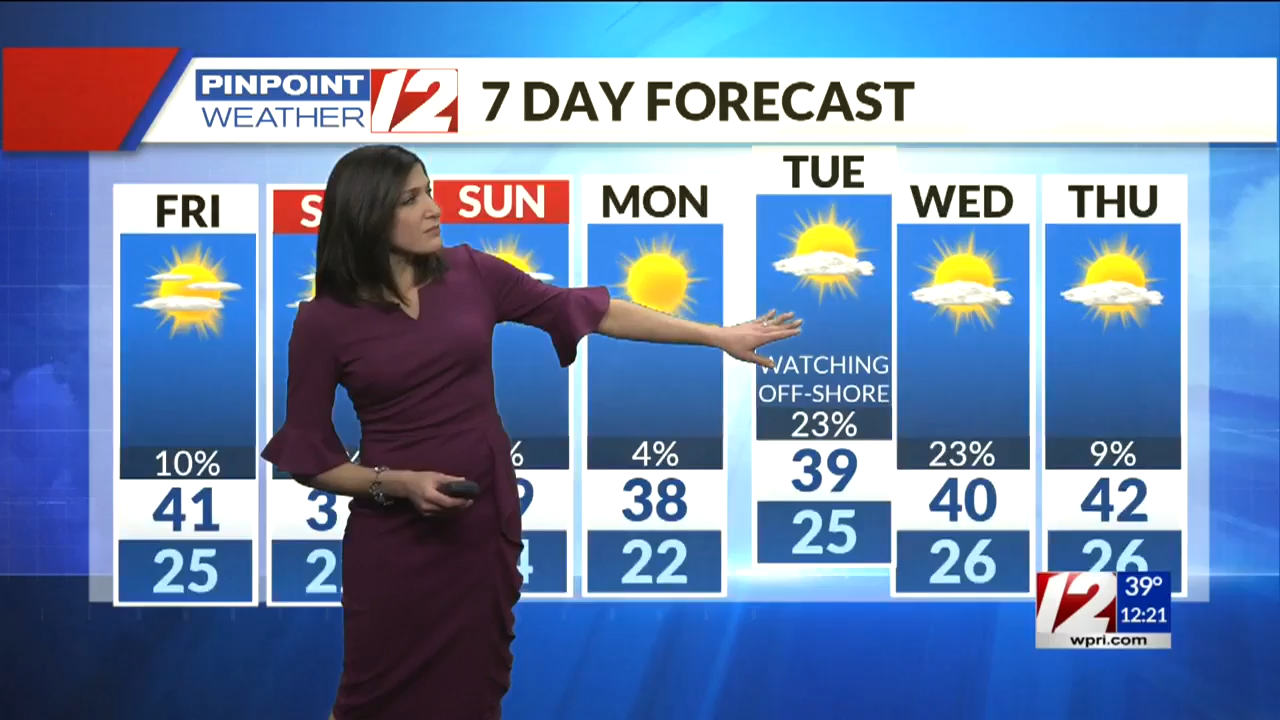 PINPOINT
WEATHER
12
7 DAY FORECAST
FRI
10%
41
25
SUN
MON
4%
38
22
TUE
WATCHING
OFF-SHORE
23%
39
25
WED
23%
40
26
THU
9%
42
26
12
39°
12:21
wpri.com